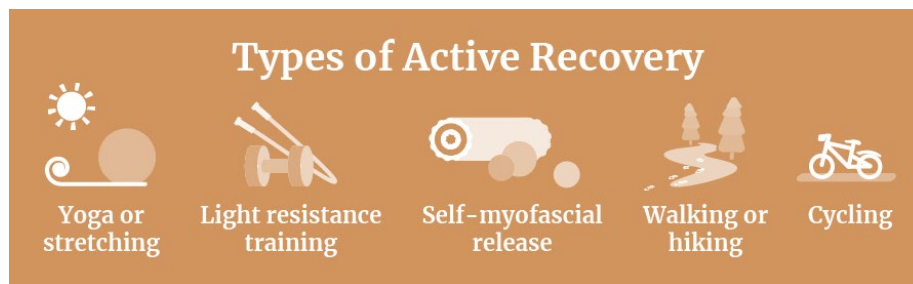 Types of Active Recovery
Yoga or
stretching
Light resistance
training
Self-myofascial
release
Walking or
hiking
Cycling